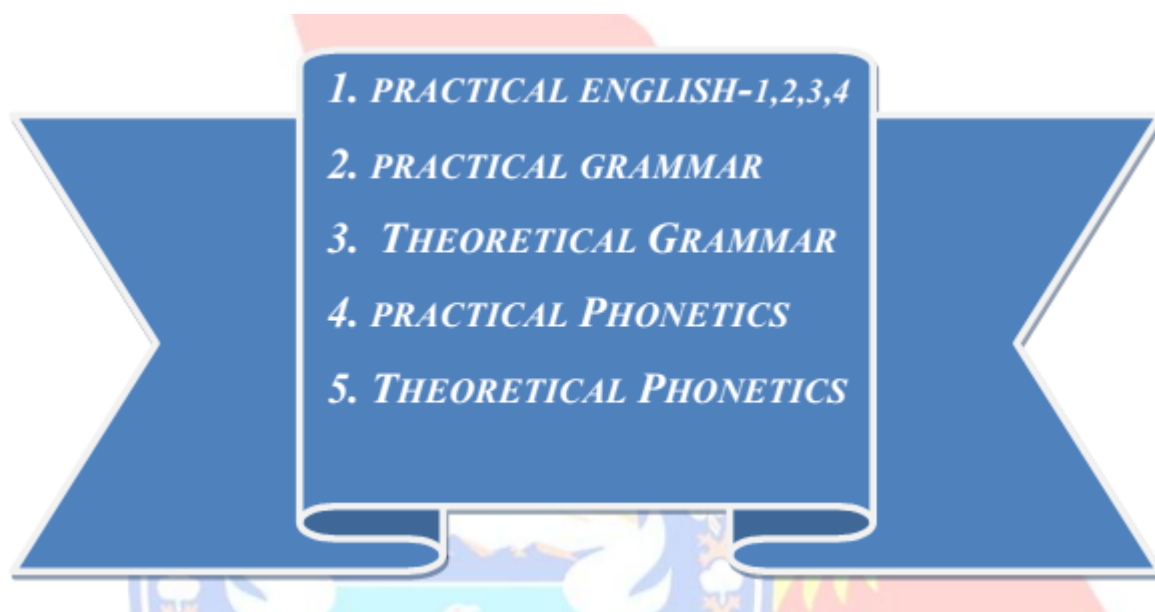 1. PRACTICAL ENGLISH-1,2,3,4
2. PRACTICAL GRAMMAR
3. THEORETICAL GRAMMAR
4. PRACTICAL PHONETICS
5. THEORETICAL PHONETICS